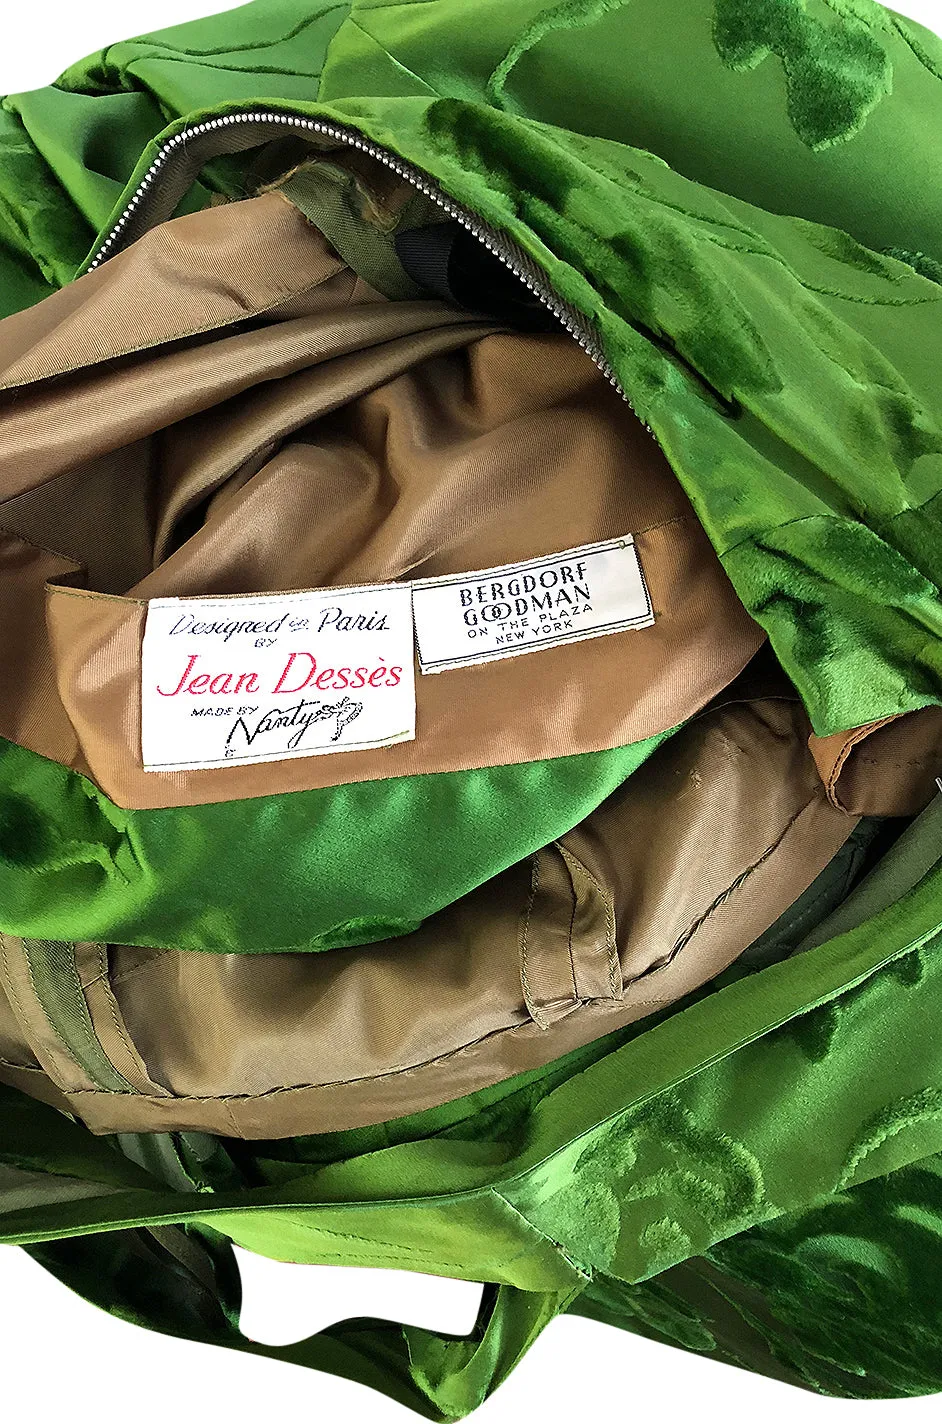 Designed in Paris
BY
Jean Dessès
MADE BY
Nanty
BERGDORF
GOODMAN
ON THE PLAZA
NEW YORK